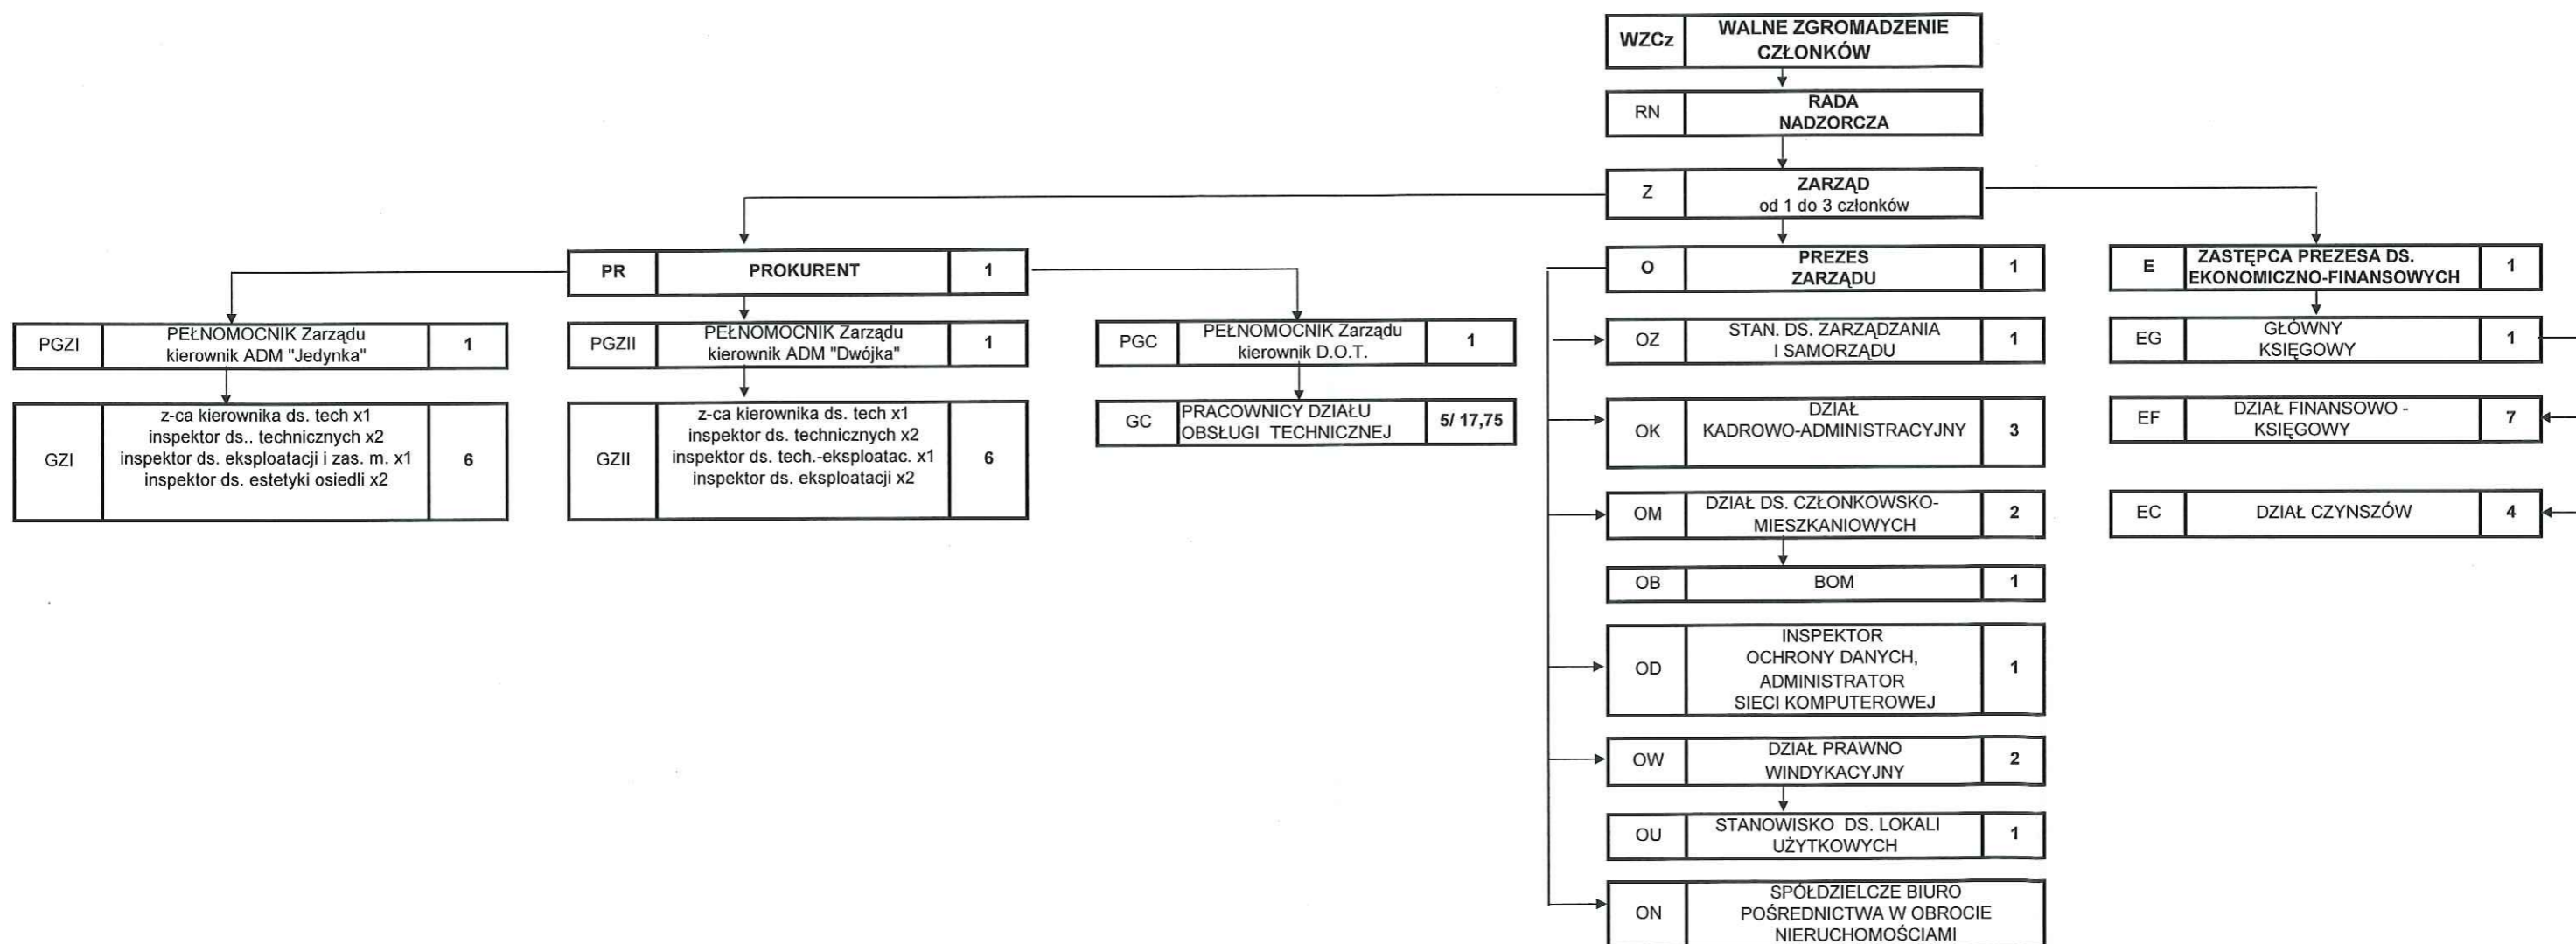 WZCz
WALNE ZGROMADZENIE
CZŁONKÓW
RN
RADA
NADZORCZA
Z
ZARZĄD
od 1 do 3 członków
PR
PROKURENT
1
O
PREZES
ZARZĄDU
1
E
ZASTĘPCA PREZESA DS.
EKONOMICZNO-FINANSOWYCH
1
PGZI
PEŁNOMOCNIK Zarządu
kierownik ADM "Jedynka"
1
PGZII
PEŁNOMOCNIK Zarządu
kierownik ADM "Dwójka"
1
PGC
PEŁNOMOCNIK Zarządu
kierownik D.O.T.
1
GZI
z-ca kierownika ds. tech x1
inspektor ds.. technicznych x2
inspektor ds. eksploatacji i zas. m. x1
inspektor ds. estetyki osiedli x2
6
GZII
z-ca kierownika ds. tech x1
inspektor ds. technicznych x2
inspektor ds. tech.-eksploatac. x1
inspektor ds. eksploatacji x2
6
GC
PRACOWNICY DZIAŁU
OBSŁUGI TECHNICZNEJ
5/ 17,75
OZ
STAN. DS. ZARZĄDZANIA
I SAMORZĄDU
1
OK
DZIAŁ
KADROWO-ADMINISTRACYJNY
3
OM
DZIAŁ DS. CZŁONKOWSKO-
MIESZKANIOWYCH
2
OB
BOM
1
OD
INSPEKTOR
OCHRONY DANYCH,
ADMINISTRATOR
SIECI KOMPUTEROWEJ
1
OW
DZIAŁ PRAWNO
WINDYKACYJNY
2
OU
STANOWISKO DS. LOKALI
UŻYTKOWYCH
1
ON
SPÓŁDZIELCZE BIURO
POŚREDNICTWA W OBROCIE
NIERUCHOMOŚCIAMI
EG
GŁÓWNY
KSIĘGOWY
1
EF
DZIAŁ FINANSOWO -
KSIĘGOWY
7
EC
DZIAŁ CZYNSZÓW
4